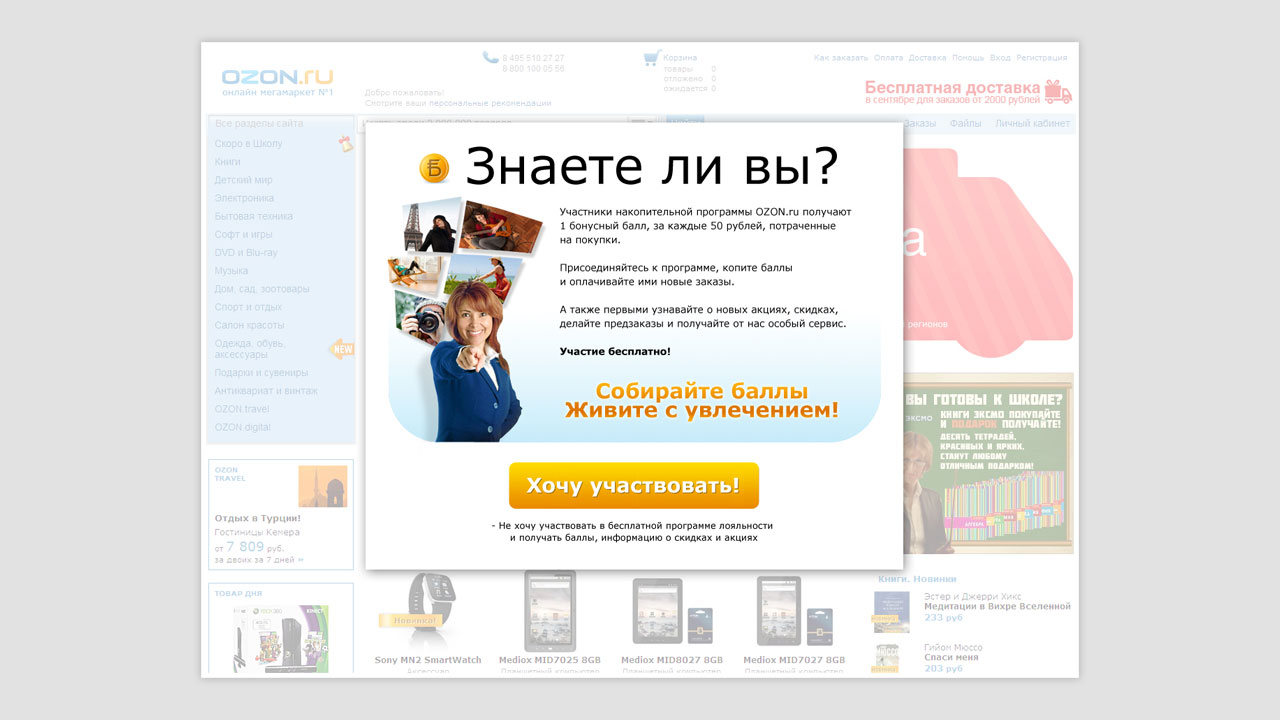 OZON.RU
онлайн мегамаркет №1
8 495 510 27 27
8 800 100 05 56
Корзина
товары 0
отложено 0
ожидается 0
Как заказать Оплата Доставка Помощь Вход Регистрация
Добро пожаловать!
Смотрите ваши персональные рекомендации
Бесплатная доставка
в сентябре для заказов от 2000 рублей
Все разделы сайта
Заказы Файлы Личный кабинет
Скоро в Школу
Книги
Детский мир
Электроника
Бытовая техника
Софт и игры
DVD и Blu-ray
Музыка
Дом, сад, зоотовары
Спорт и отдых
Салон красоты
Одежда, обувь,
аксессуары
NEW
Подарки и сувениры
Антиквариат и винтаж
OZON.travel
OZON.digital
Знаете ли вы?
Участники накопительной программы OZON.ru получают
1 бонусный балл, за каждые 50 рублей, потраченные
на покупки.
Присоединяйтесь к программе, копите баллы
и оплачивайте ими новые заказы.
А также первыми узнавайте о новых акциях, скидках,
делайте предзаказы и получайте от нас особый сервис.
Участие бесплатно!
Собирайте баллы
Живите с увлечением!
Хочу участвовать!
- Не хочу участвовать в бесплатной программе лояльности
и получать баллы, информацию о скидках и акциях
а
регионов
ВЫ ГОТОВЫ К ШКОЛЕ?
ЭКСМО
КНИГИ ЭКСМО ПОКУПАЙТЕ
И ПОДАРОК ПОЛУЧАЙТЕ!
ДЕСЯТЬ ТЕТРАДЕЙ,
КРАСИВЫХ И ЯРКИХ,
СТАНУТ ЛЮБОМУ
ОТЛИЧНЫМ ПОДАРКОМ!
OZON
TRAVEL
Отдых в Турции!
Гостиницы Кемера
от 7 809 руб.
за двоих за 7 дней »
ТОВАР ДНЯ
XBOX 360
KINECT
Новинка!
Sony MN2 SmartWatch
Аксессуар
Mediox MID7025 8GB
Планшетный компьютер
Mediox MID8027 8GB
Планшетный компьютер
Mediox MID7027 8GB
Планшетный компьютер
Книги. Новинки
Эстер и Джерри Хикс
Медитации в Вихре Вселенной
233 руб
Гийон Мюссо
Спаси меня
203 руб